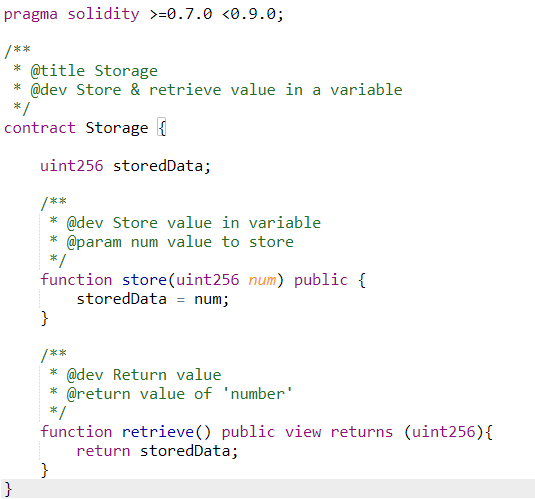 pragma solidity >=0.7.0 <0.9.0;
/**
 * @title Storage
 * @dev Store & retrieve value in a variable
 */
contract Storage {
    uint256 storedData;
    /**
     * @dev Store value in variable
     * @param num value to store
     */
    function store(uint256 num) public {
        storedData = num;
    }
    /**
     * @dev Return value
     * @return value of 'number'
     */
    function retrieve() public view returns (uint256){
        return storedData;
    }
}